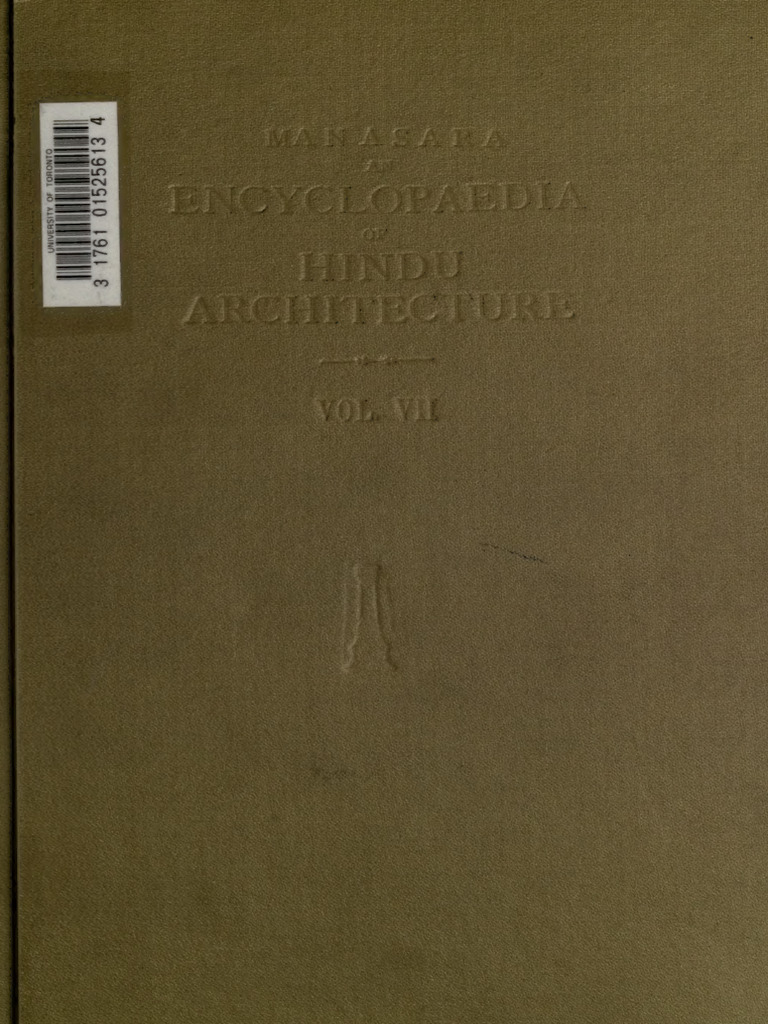 MANASARA
AN
ENCYCLOPAEDIA
OF
HINDU
ARCHITECTURE
VOL. VII
UNIVERSITY OF TORONTO
3 1761 01525613 4